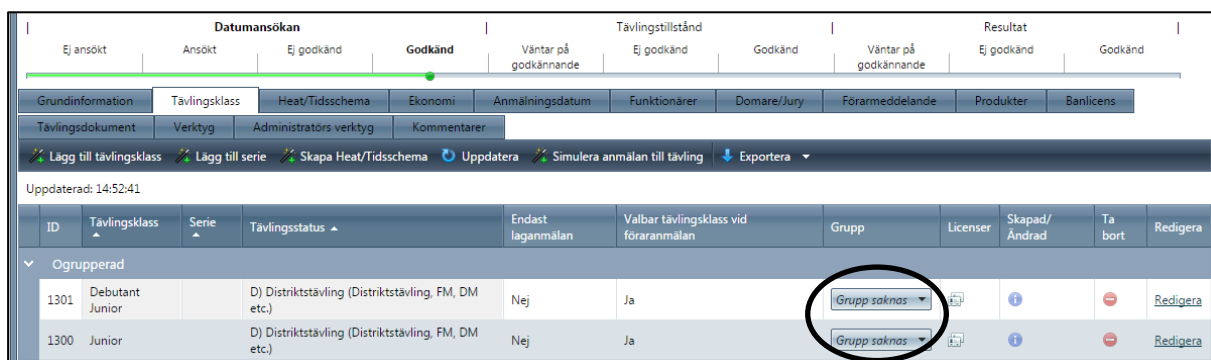 Datumansökan Tävlingstillstånd Resultat
Ej ansökt Ansökt Ej godkänd Godkänd Väntar på godkännande Ej godkänd Godkänd Väntar på godkännande Ej godkänd Godkänd
Grundinformation Tävlingsklass Heat/Tidsschema Ekonomi Anmälningsdatum Funktionärer Domare/Jury Förarmeddelande Produkter Banlicens
Tävlingsdokument Verktyg Administratörs verktyg Kommentarer
Lägg till tävlingsklass Lägg till serie Skapa Heat/Tidsschema Uppdatera Simulera anmälan till tävling Exportera
Uppdaterad: 14:52:41
ID Tävlingsklass Serie Tävlingsstatus Endast laganmälan Valbar tävlingsklass vid föraranmälan Grupp Licenser Skapad/ Ändrad Ta bort Redigera
Ogrupperad
1301 Debutant Junior D) Distriktstävling (Distriktstävling, FM, DM etc.) Nej Ja Grupp saknas Redigera
1300 Junior D) Distriktstävling (Distriktstävling, FM, DM etc.) Nej Ja Grupp saknas Redigera